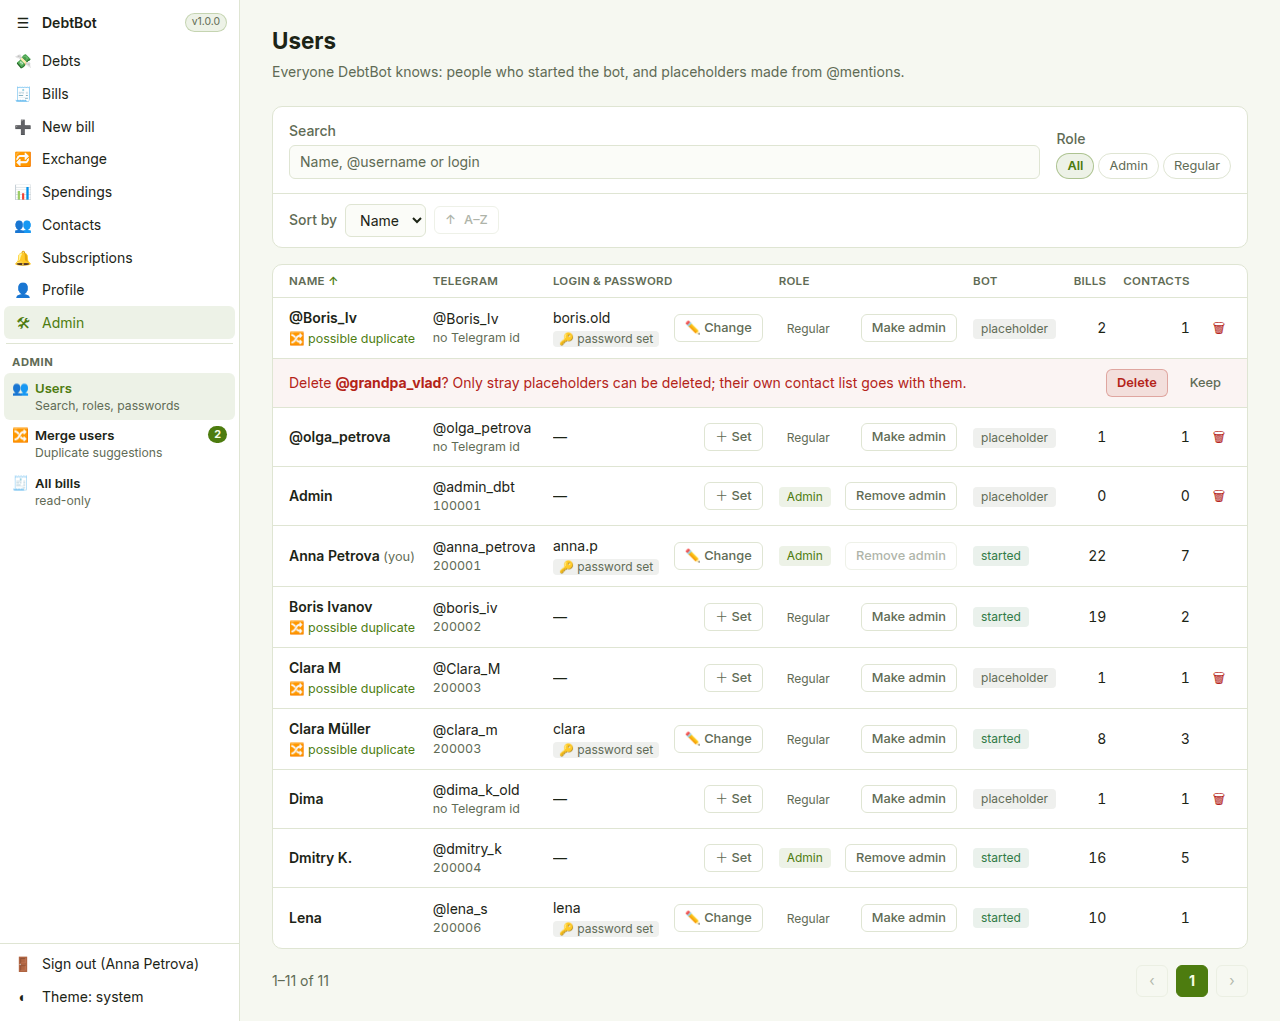 DebtBot
v1.0.0
Debts
Bills
New bill
Exchange
Spendings
Contacts
Subscriptions
Profile
Admin
ADMIN
Users
Search, roles, passwords
Merge users
2
Duplicate suggestions
All bills
read-only
Sign out (Anna Petrova)
Theme: system
Users
Everyone DebtBot knows: people who started the bot, and placeholders made from @mentions.
Search
Name, @username or login
Role
All Admin Regular
Sort by Name ↑ A–Z
NAME ↑ TELEGRAM LOGIN & PASSWORD ROLE BOT BILLS CONTACTS
@Boris_Iv @Boris_Iv boris.old Change Regular Make admin placeholder 2 1
possible duplicate no Telegram id password set
Delete @grandpa_vlad? Only stray placeholders can be deleted; their own contact list goes with them. Delete Keep
@olga_petrova @olga_petrova — + Set Regular Make admin placeholder 1 1
no Telegram id
Admin @admin_dbt — + Set Admin Remove admin placeholder 0 0
100001
Anna Petrova (you) @anna_petrova anna.p Change Admin Remove admin started 22 7
200001 password set
Boris Ivanov @boris_iv — + Set Regular Make admin started 19 2
possible duplicate 200002
Clara M @Clara_M — + Set Regular Make admin placeholder 1 1
possible duplicate 200003
Clara Müller @clara_m clara Change Regular Make admin started 8 3
possible duplicate 200003 password set
Dima @dima_k_old — + Set Regular Make admin placeholder 1 1
no Telegram id
Dmitry K. @dmitry_k — + Set Admin Remove admin started 16 5
200004
Lena @lena_s lena Change Regular Make admin started 10 1
200006 password set
1–11 of 11
‹ 1 ›